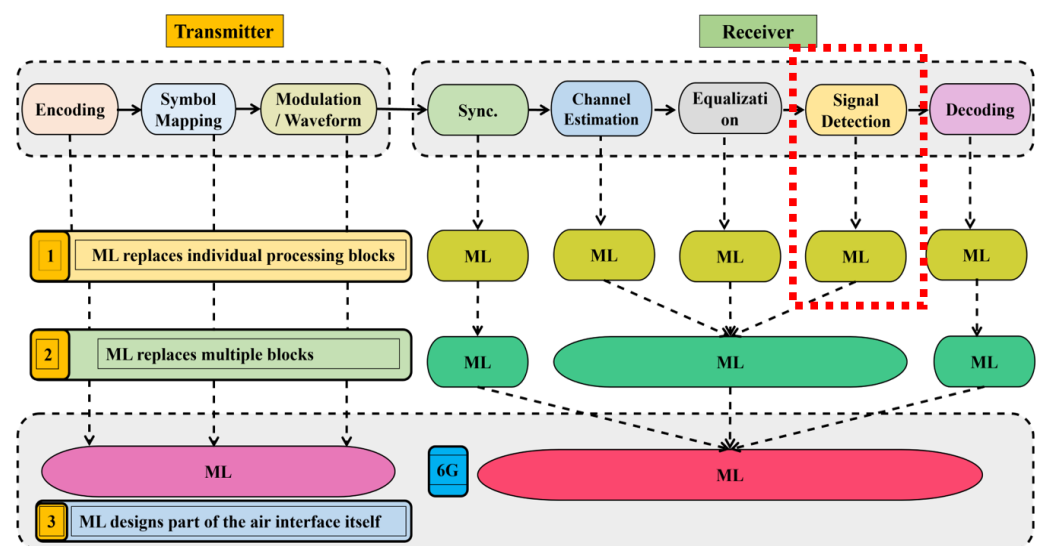 Transmitter
Receiver
Encoding
Symbol
Mapping
Modulation
/ Waveform
Sync.
Channel
Estimation
Equalizati
on
Signal
Detection
Decoding
1
ML replaces individual processing blocks
ML
ML
ML
ML
ML
2
ML replaces multiple blocks
ML
ML
ML
ML
6G
ML
3
ML designs part of the air interface itself